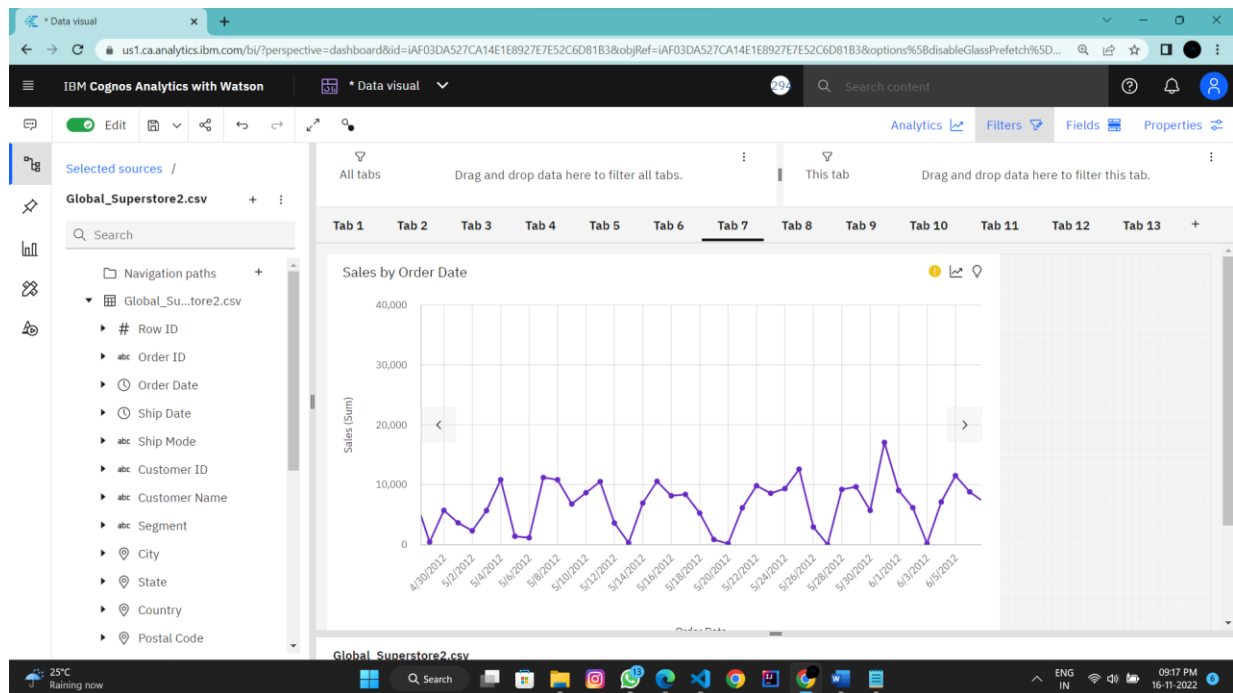 * Data visual
us1.ca.analytics.ibm.com/bi/?perspective=dashboard&id=iAF03DA527CA14E1E8927E7E52C6D81B3&objRef=iAF03DA527CA14E1E8927E7E52C6D81B3&options%5BdisableGlassPrefetch%5D...
IBM Cognos Analytics with Watson
* Data visual
294
Search content
Edit
Analytics
Filters
Fields
Properties
Selected sources /
Global_Superstore2.csv
Search
Navigation paths
Global_Su...tore2.csv
Row ID
abc Order ID
Order Date
Ship Date
abc Ship Mode
abc Customer ID
abc Customer Name
abc Segment
City
State
Country
Postal Code
All tabs
Drag and drop data here to filter all tabs.
This tab
Drag and drop data here to filter this tab.
Tab 1 Tab 2 Tab 3 Tab 4 Tab 5 Tab 6 Tab 7 Tab 8 Tab 9 Tab 10 Tab 11 Tab 12 Tab 13
Sales by Order Date
Sales (Sum)
40,000
30,000
20,000
10,000
0
4/30/2012 5/2/2012 5/4/2012 5/6/2012 5/8/2012 5/10/2012 5/12/2012 5/14/2012 5/16/2012 5/18/2012 5/20/2012 5/22/2012 5/24/2012 5/26/2012 5/28/2012 5/30/2012 6/1/2012 6/3/2012 6/5/2012
Order Date
Global_Superstore2.csv
25°C
Raining now
Search
13
ENG
IN
09:17 PM
16-11-2022
6